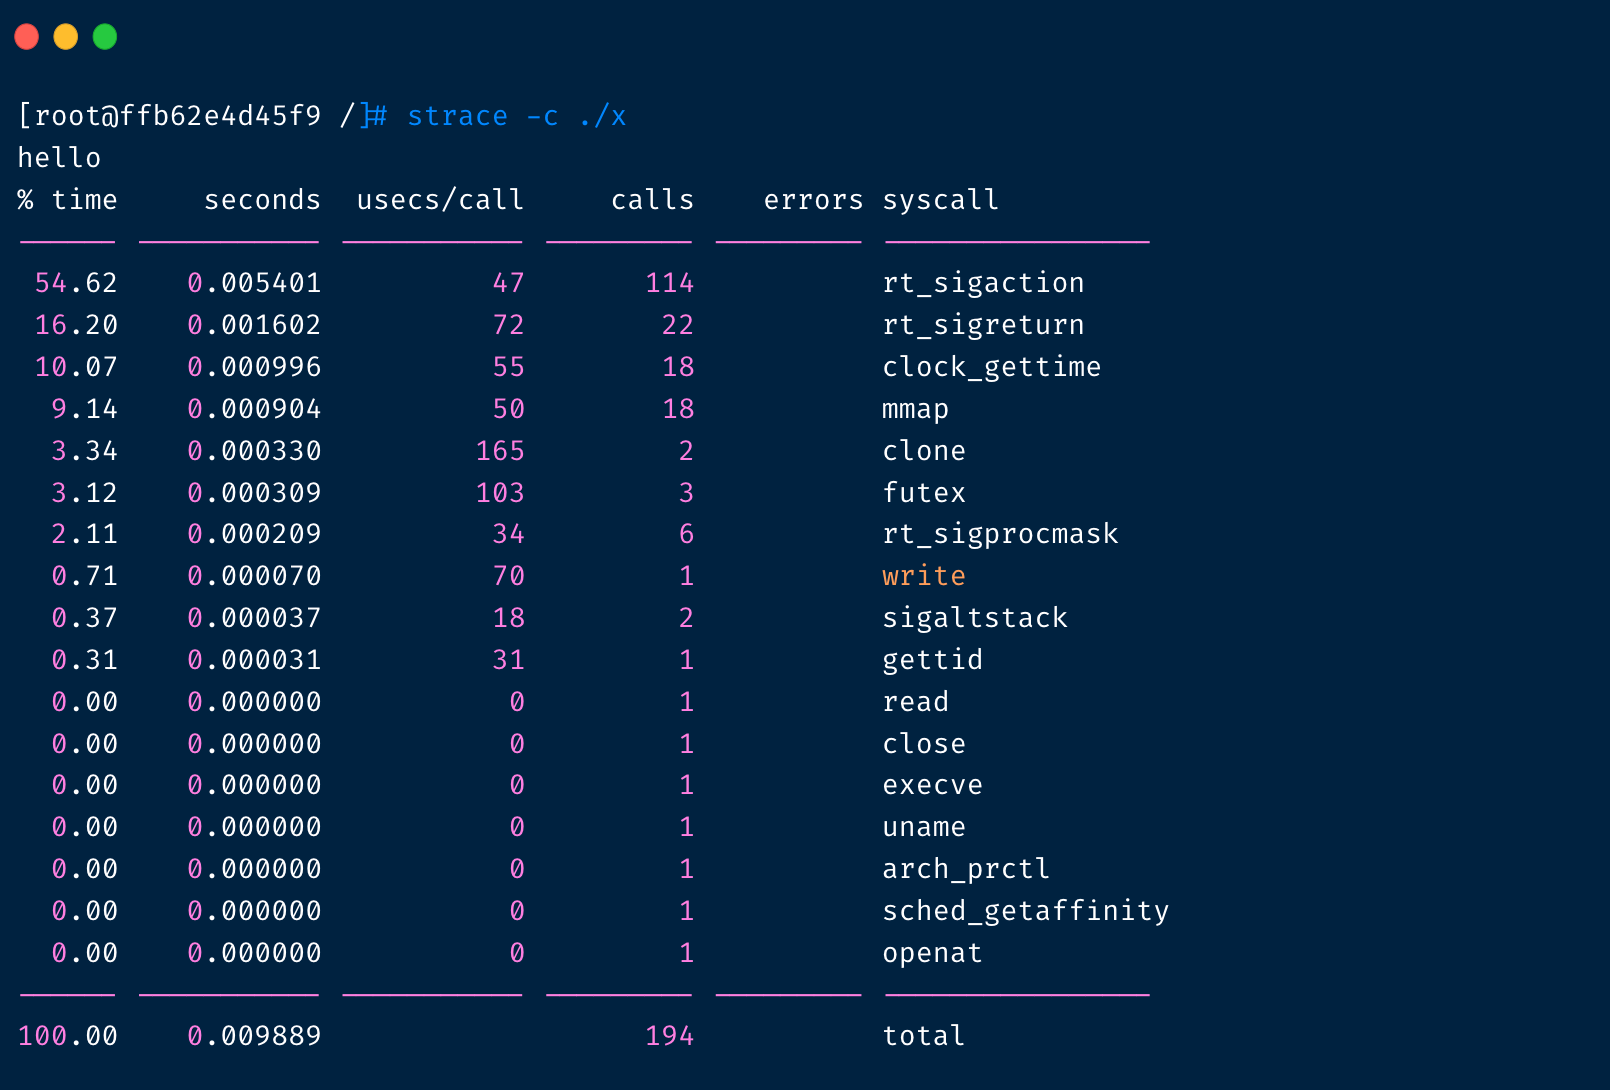 [root@ffb62e4d45f9 /]# strace -c ./x
hello
% time     seconds  usecs/call     calls    errors syscall
------ ----------- ----------- --------- --------- ----------------
 54.62    0.005401          47       114           rt_sigaction
 16.20    0.001602          72        22           rt_sigreturn
 10.07    0.000996          55        18           clock_gettime
  9.14    0.000904          50        18           mmap
  3.34    0.000330         165         2           clone
  3.12    0.000309         103         3           futex
  2.11    0.000209          34         6           rt_sigprocmask
  0.71    0.000070          70         1           write
  0.37    0.000037          18         2           sigaltstack
  0.31    0.000031          31         1           gettid
  0.00    0.000000           0         1           read
  0.00    0.000000           0         1           close
  0.00    0.000000           0         1           execve
  0.00    0.000000           0         1           uname
  0.00    0.000000           0         1           arch_prctl
  0.00    0.000000           0         1           sched_getaffinity
  0.00    0.000000           0         1           openat
------ ----------- ----------- --------- --------- ----------------
100.00    0.009889                   194           total